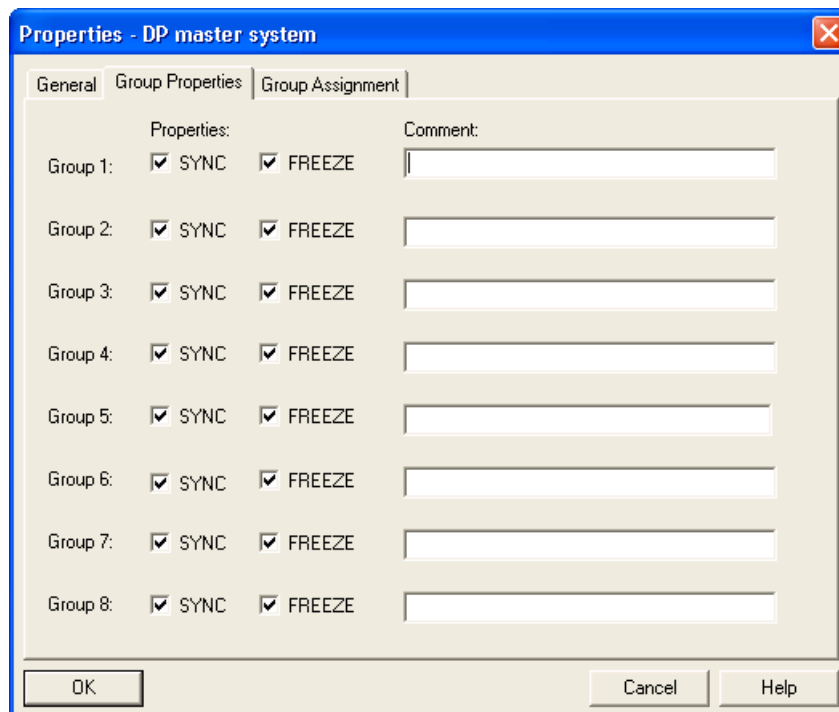 Properties - DP master system
General Group Properties Group Assignment
Properties: Comment:
Group 1: SYNC FREEZE
Group 2: SYNC FREEZE
Group 3: SYNC FREEZE
Group 4: SYNC FREEZE
Group 5: SYNC FREEZE
Group 6: SYNC FREEZE
Group 7: SYNC FREEZE
Group 8: SYNC FREEZE
OK Cancel Help